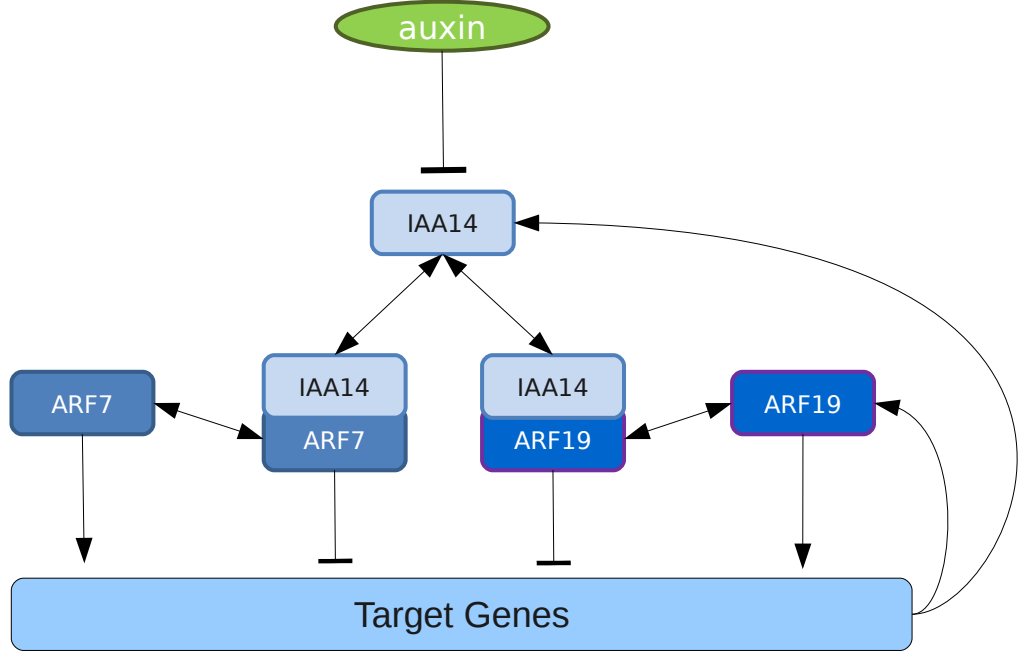 auxin
IAA14
IAA14
IAA14
ARF7
ARF19
ARF7
ARF19
Target Genes